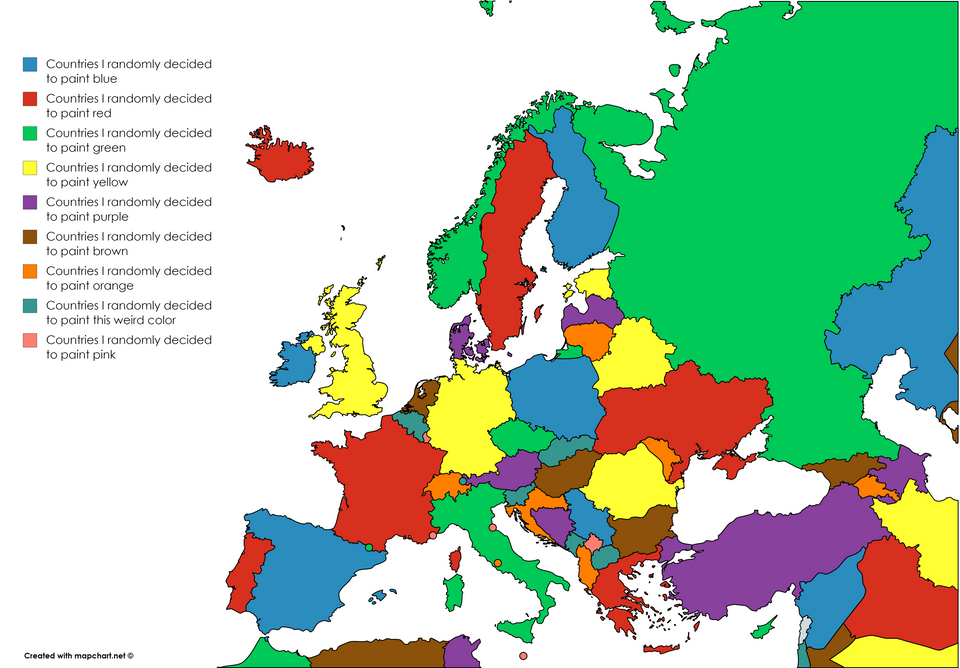 Countries I randomly decided
to paint blue
Countries I randomly decided
to paint red
Countries I randomly decided
to paint green
Countries I randomly decided
to paint yellow
Countries I randomly decided
to paint purple
Countries I randomly decided
to paint brown
Countries I randomly decided
to paint orange
Countries I randomly decided
to paint this weird color
Countries I randomly decided
to paint pink
Created with mapchart.net ©